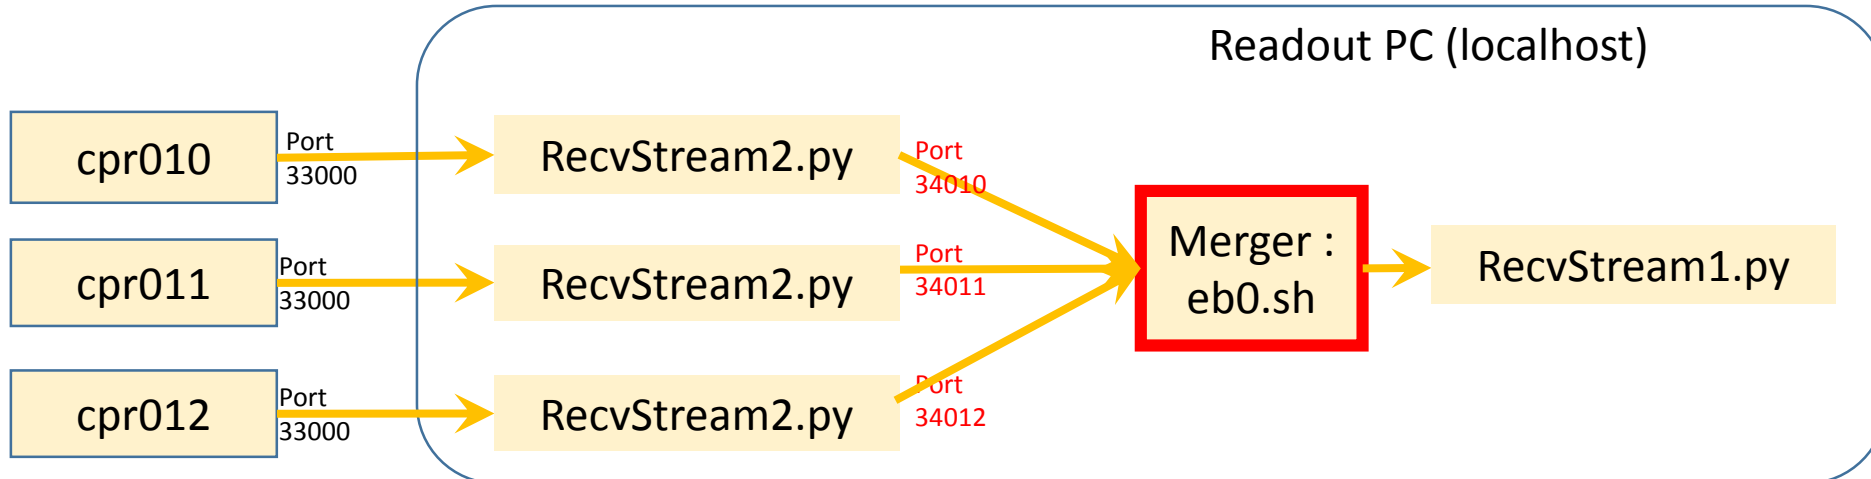 Readout PC (localhost)
cpr010
Port
33000
RecvStream2.py
Port
34010
cpr011
Port
33000
RecvStream2.py
Port
34011
Merger :
eb0.sh
RecvStream1.py
cpr012
Port
33000
RecvStream2.py
Port
34012